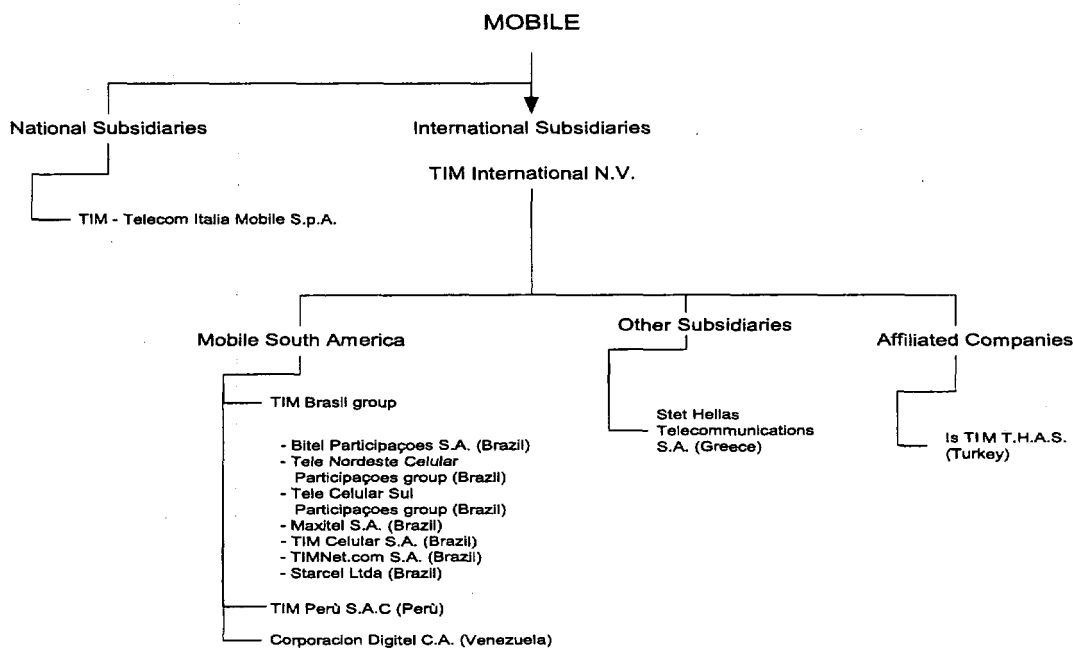 MOBILE
National Subsidiaries
International Subsidiaries
TIM International N.V.
TIM - Telecom Italia Mobile S.p.A.
Mobile South America
Other Subsidiaries
Affiliated Companies
TIM Brasil group
- Bitel Participaçoes S.A. (Brazil)
- Tele Nordeste Celular
Participaçoes group (Brazil)
- Tele Celular Sul
Participaçoes group (Brazil)
- Maxitel S.A. (Brazil)
- TIM Celular S.A. (Brazil)
- TIMNet.com S.A. (Brazil)
- Starcel Ltda (Brazil)
TIM Perù S.A.C (Perù)
Corporacion Digitel C.A. (Venezuela)
Stet Hellas
Telecommunications
S.A. (Greece)
Is TIM T.H.A.S.
(Turkey)